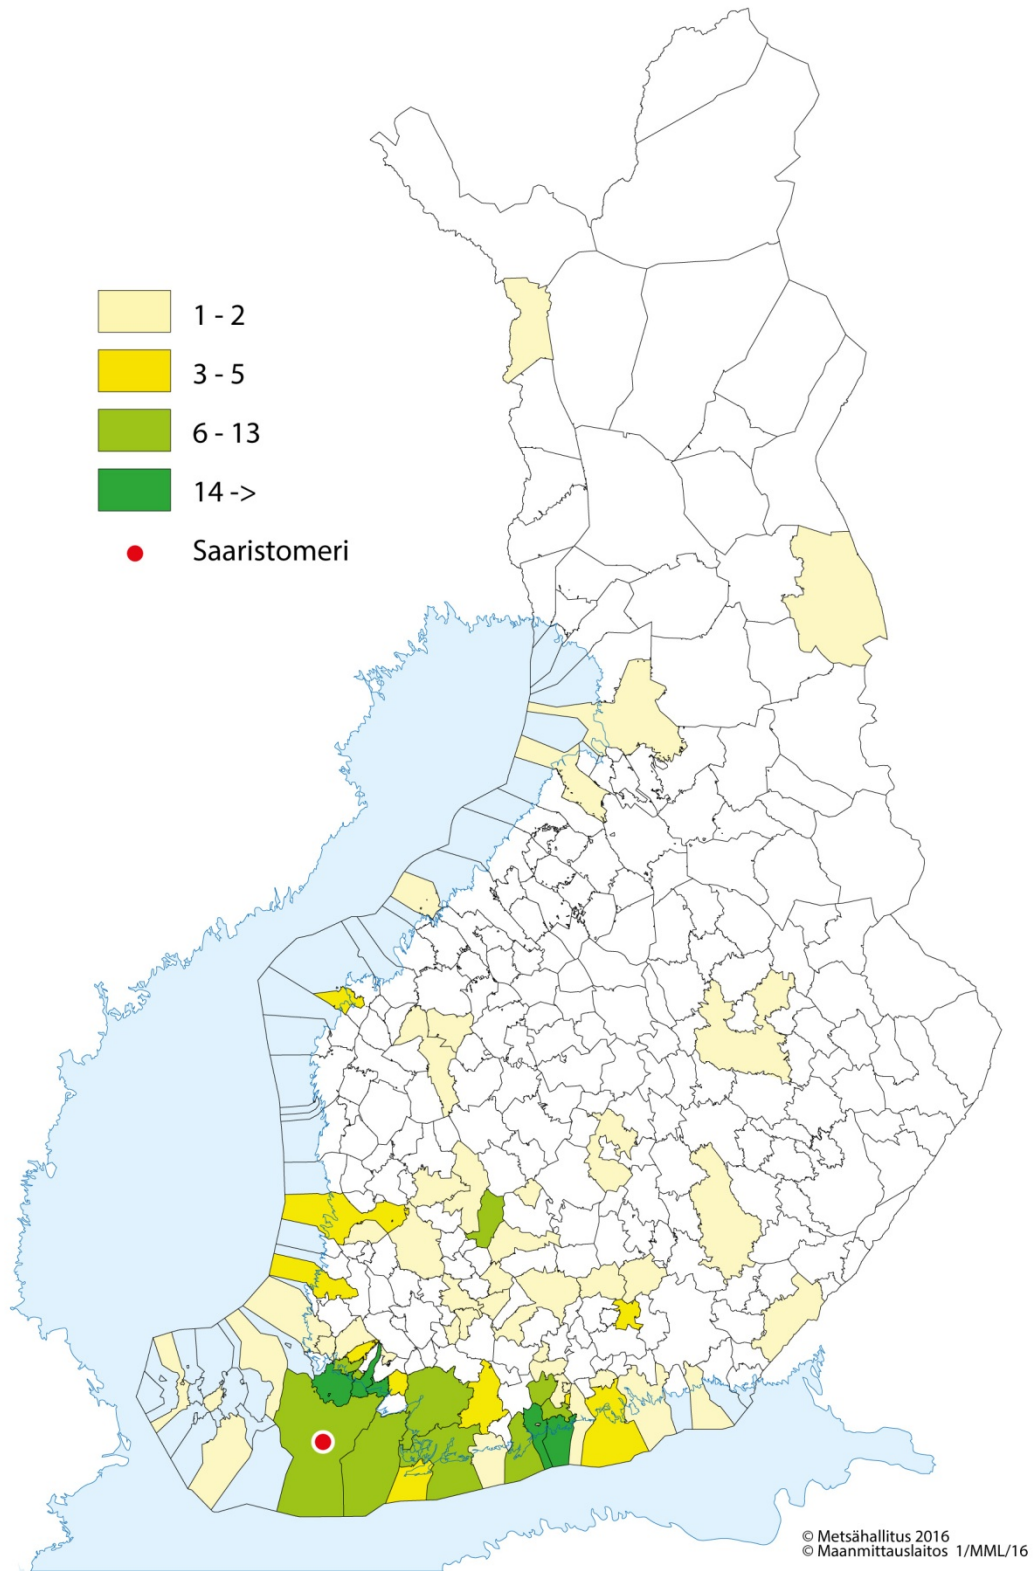 1 - 2
3 - 5
6 - 13
14 ->
Saaristomeri
© Metsähallitus 2016
© Maanmittauslaitos 1/MML/16